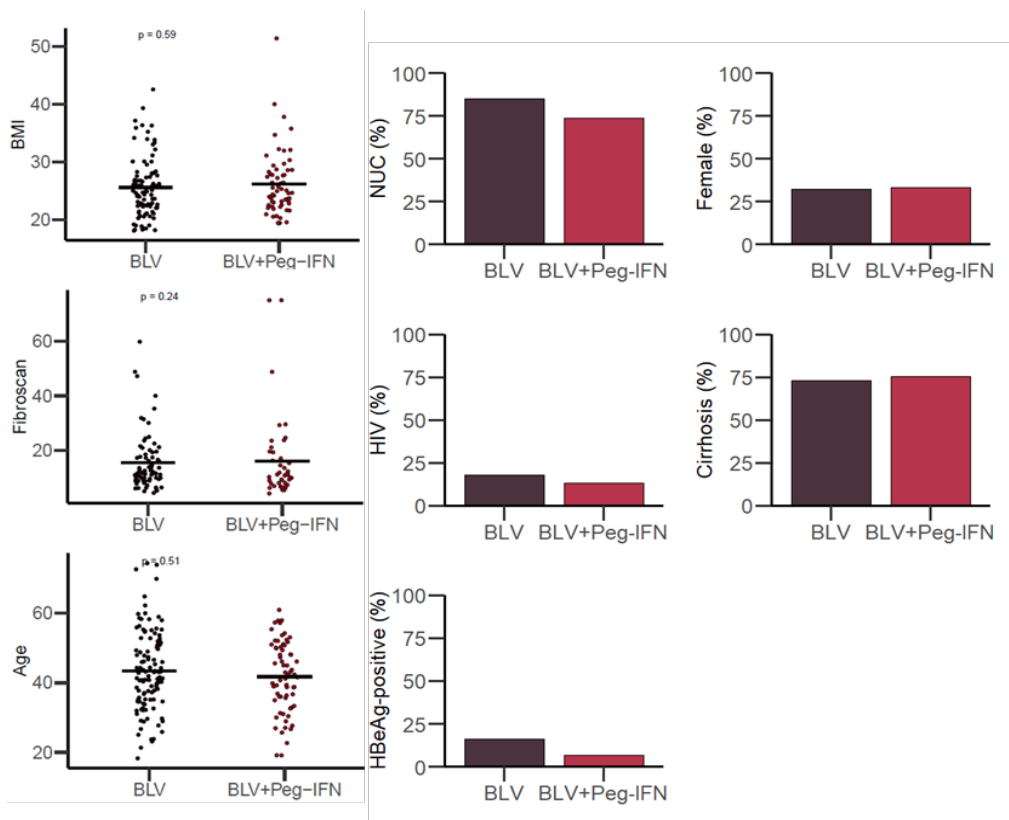 p = 0.59
50
40
30
20
BMI
BLV
BLV+Peg−IFN
p = 0.24
60
40
20
Fibroscan
BLV
BLV+Peg−IFN
p = 0.51
60
40
20
Age
BLV
BLV+Peg−IFN
100
75
50
25
0
NUC (%)
BLV
BLV+Peg-IFN
100
75
50
25
0
Female (%)
BLV
BLV+Peg-IFN
100
75
50
25
0
HIV (%)
BLV
BLV+Peg-IFN
100
75
50
25
0
Cirrhosis (%)
BLV
BLV+Peg-IFN
100
75
50
25
0
HBeAg-positive (%)
BLV
BLV+Peg-IFN